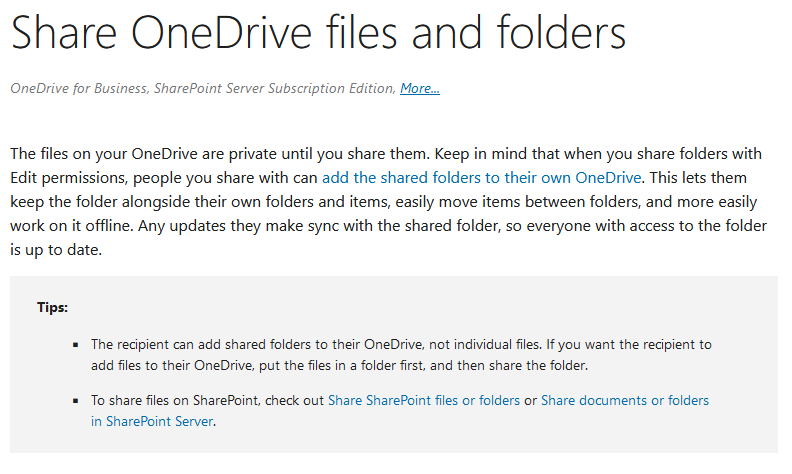 Share OneDrive files and folders
OneDrive for Business, SharePoint Server Subscription Edition, More...
The files on your OneDrive are private until you share them. Keep in mind that when you share folders with
Edit permissions, people you share with can add the shared folders to their own OneDrive. This lets them
keep the folder alongside their own folders and items, easily move items between folders, and more easily
work on it offline. Any updates they make sync with the shared folder, so everyone with access to the folder
is up to date.
Tips:
▪ The recipient can add shared folders to their OneDrive, not individual files. If you want the recipient to
add files to their OneDrive, put the files in a folder first, and then share the folder.
▪ To share files on SharePoint, check out Share SharePoint files or folders or Share documents or folders
in SharePoint Server.